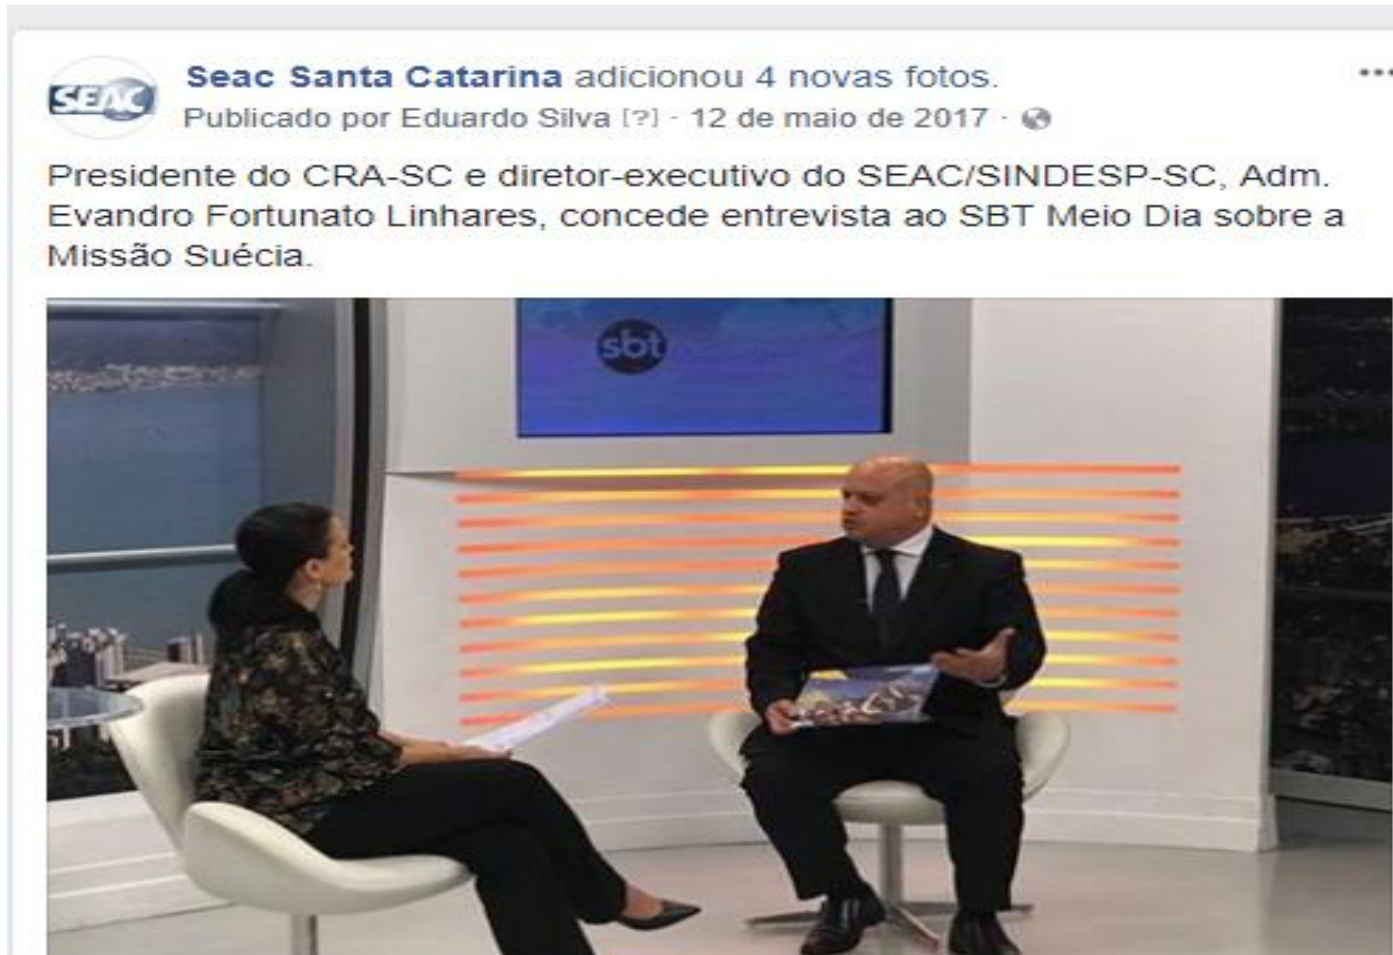 SEAC
Seac Santa Catarina adicionou 4 novas fotos.
Publicado por Eduardo Silva [?] · 12 de maio de 2017 ·
Presidente do CRA-SC e diretor-executivo do SEAC/SINDESP-SC, Adm.
Evandro Fortunato Linhares, concede entrevista ao SBT Meio Dia sobre a
Missão Suécia.
sbt